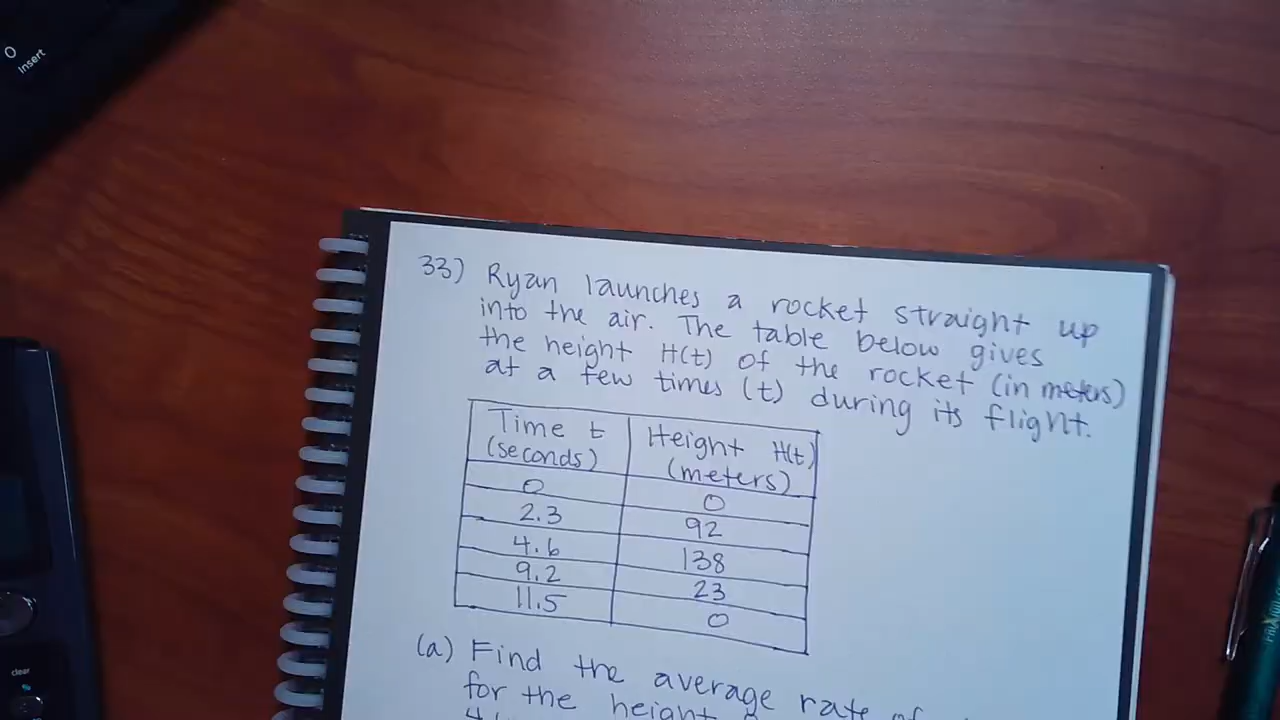 0
Insert
33) Ryan launches a rocket straight up
into the air. The table below gives
the height H(t) of the rocket (in meters)
at a few times (t) during its flight.
Time t
(seconds)
Height H(t)
(meters)
0 0
2.3 92
4.6 138
9.2 23
11.5 0
(a) Find the average rate of
for the height
clear